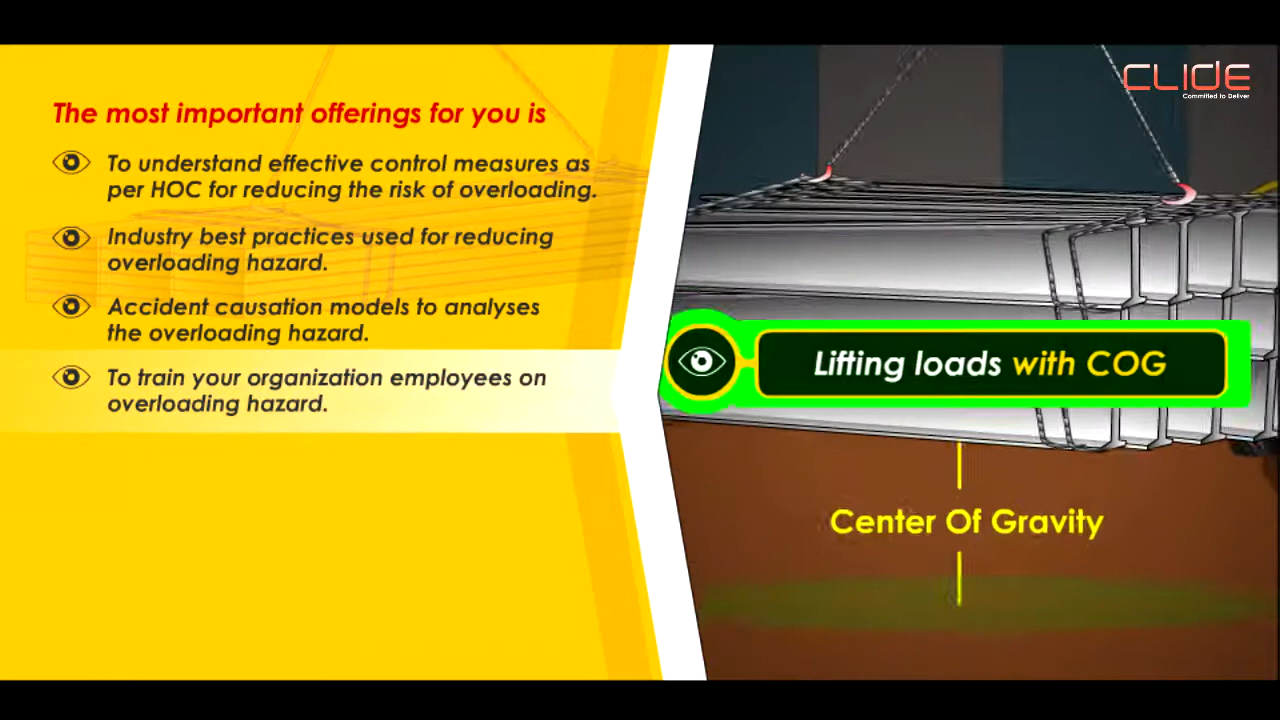 The most important offerings for you is
To understand effective control measures as
per HOC for reducing the risk of overloading.
Industry best practices used for reducing
overloading hazard.
Accident causation models to analyses
the overloading hazard.
To train your organization employees on
overloading hazard.
CLIDE
Committed to Deliver
Lifting loads with COG
Center Of Gravity